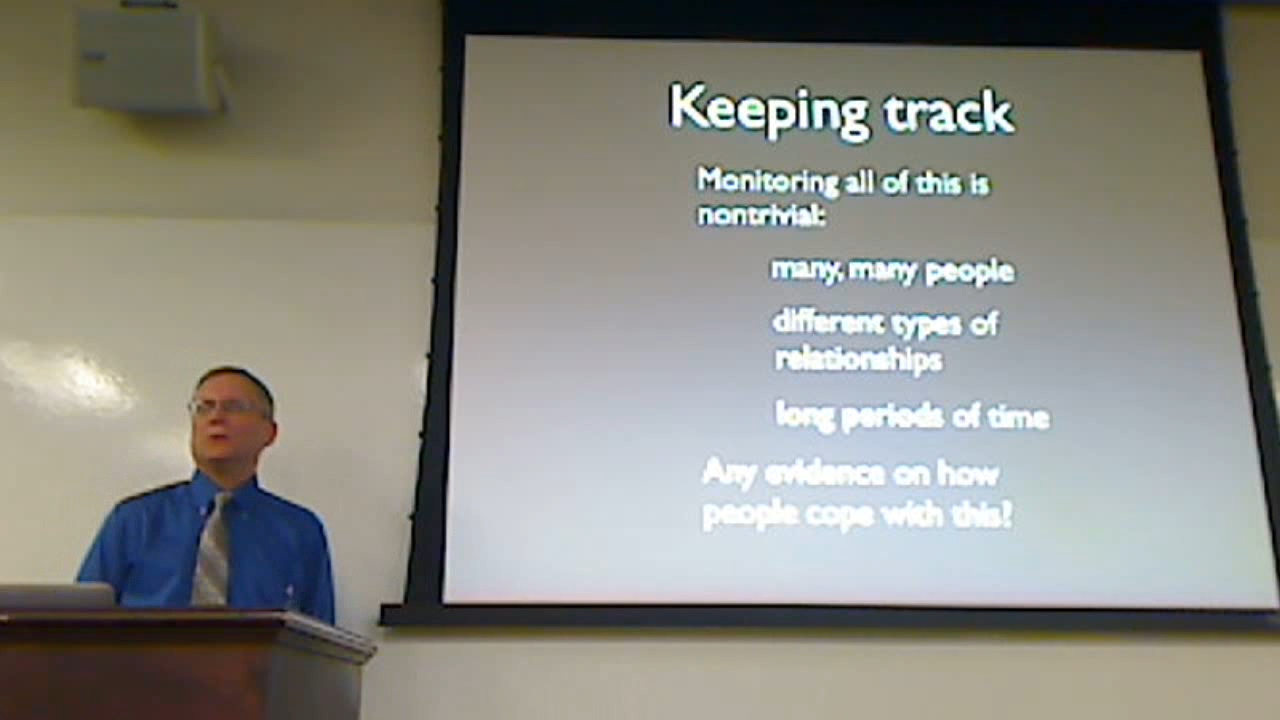 Keeping track
Monitoring all of this is
nontrivial:
many, many people
different types of
relationships
long periods of time
Any evidence on how
people cope with this?